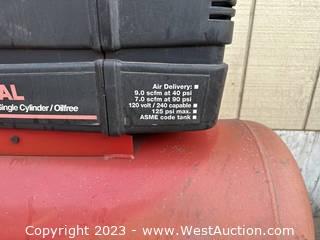 AL
Single Cylinder / Oilfree
Air Delivery:
9.0 scfm at 40 psi
7.0 scfm at 90 psi
120 volt / 240 capable
125 psi max.
ASME code tank
Copyright 2023 - WestAuction.com